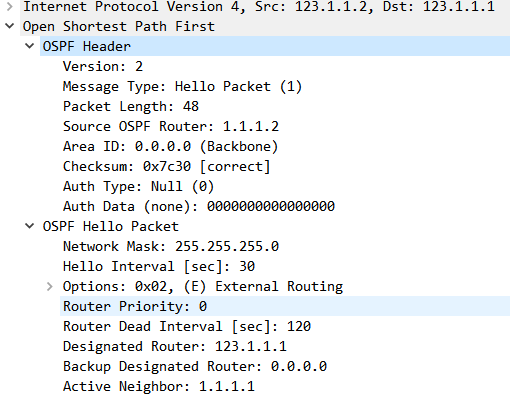 Internet Protocol Version 4, Src: 123.1.1.2, Dst: 123.1.1.1
Open Shortest Path First
OSPF Header
Version: 2
Message Type: Hello Packet (1)
Packet Length: 48
Source OSPF Router: 1.1.1.2
Area ID: 0.0.0.0 (Backbone)
Checksum: 0x7c30 [correct]
Auth Type: Null (0)
Auth Data (none): 0000000000000000
OSPF Hello Packet
Network Mask: 255.255.255.0
Hello Interval [sec]: 30
Options: 0x02, (E) External Routing
Router Priority: 0
Router Dead Interval [sec]: 120
Designated Router: 123.1.1.1
Backup Designated Router: 0.0.0.0
Active Neighbor: 1.1.1.1